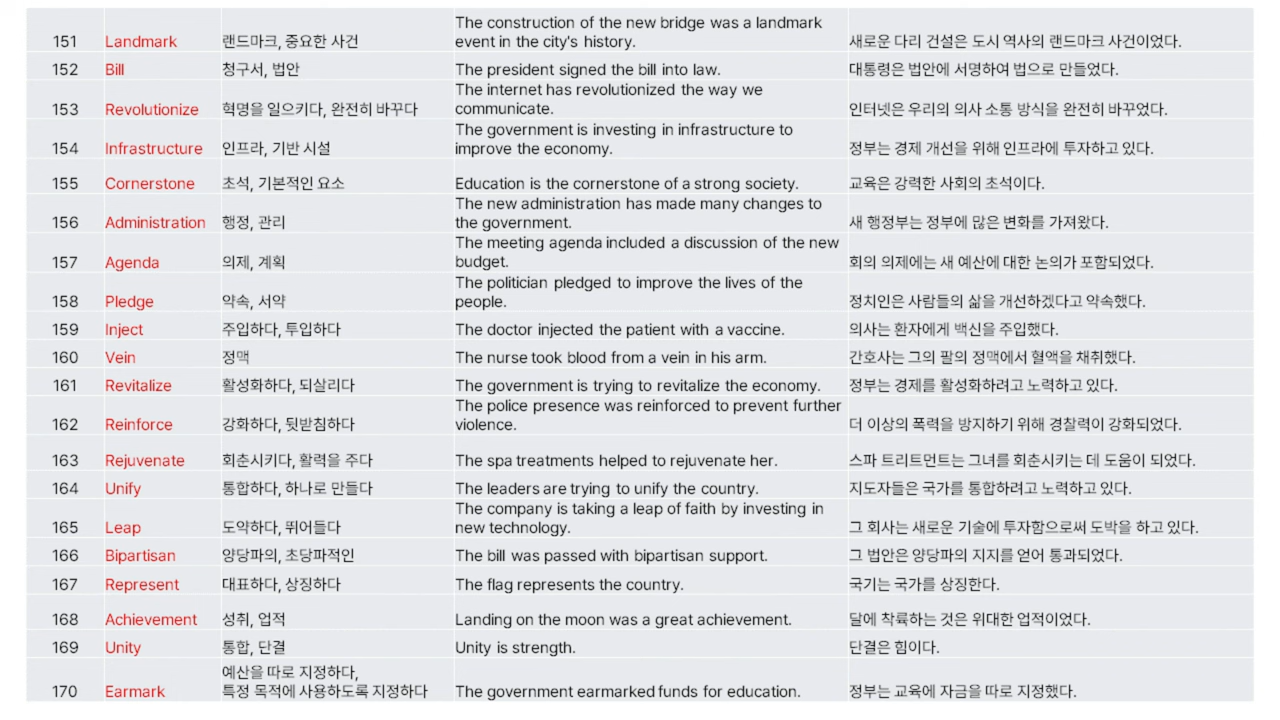 The construction of the new bridge was a landmark
151 Landmark 랜드마크, 중요한 사건 event in the city's history. 새로운 다리 건설은 도시 역사의 랜드마크 사건이었다.
152 Bill 청구서, 법안 The president signed the bill into law. 대통령은 법안에 서명하여 법으로 만들었다.
The internet has revolutionized the way we
153 Revolutionize 혁명을 일으키다, 완전히 바꾸다 communicate. 인터넷은 우리의 의사 소통 방식을 완전히 바꾸었다.
The government is investing in infrastructure to
154 Infrastructure 인프라, 기반 시설 improve the economy. 정부는 경제 개선을 위해 인프라에 투자하고 있다.
155 Cornerstone 초석, 기본적인 요소 Education is the cornerstone of a strong society. 교육은 강력한 사회의 초석이다.
The new administration has made many changes to
156 Administration 행정, 관리 the government. 새 행정부는 정부에 많은 변화를 가져왔다.
The meeting agenda included a discussion of the new
157 Agenda 의제, 계획 budget. 회의 의제에는 새 예산에 대한 논의가 포함되었다.
The politician pledged to improve the lives of the
158 Pledge 약속, 서약 people. 정치인은 사람들의 삶을 개선하겠다고 약속했다.
159 Inject 주입하다, 투입하다 The doctor injected the patient with a vaccine. 의사는 환자에게 백신을 주입했다.
160 Vein 정맥 The nurse took blood from a vein in his arm. 간호사는 그의 팔의 정맥에서 혈액을 채취했다.
161 Revitalize 활성화하다, 되살리다 The government is trying to revitalize the economy. 정부는 경제를 활성화하려고 노력하고 있다.
The police presence was reinforced to prevent further
162 Reinforce 강화하다, 뒷받침하다 violence. 더 이상의 폭력을 방지하기 위해 경찰력이 강화되었다.
163 Rejuvenate 회춘시키다, 활력을 주다 The spa treatments helped to rejuvenate her. 스파 트리트먼트는 그녀를 회춘시키는 데 도움이 되었다.
164 Unify 통합하다, 하나로 만들다 The leaders are trying to unify the country. 지도자들은 국가를 통합하려고 노력하고 있다.
The company is taking a leap of faith by investing in
165 Leap 도약하다, 뛰어들다 new technology. 그 회사는 새로운 기술에 투자함으로써 도박을 하고 있다.
166 Bipartisan 양당파의, 초당파적인 The bill was passed with bipartisan support. 그 법안은 양당파의 지지를 얻어 통과되었다.
167 Represent 대표하다, 상징하다 The flag represents the country. 국기는 국가를 상징한다.
168 Achievement 성취, 업적 Landing on the moon was a great achievement. 달에 착륙하는 것은 위대한 업적이었다.
169 Unity 통합, 단결 Unity is strength. 단결은 힘이다.
예산을 따로 지정하다,
170 Earmark 특정 목적에 사용하도록 지정하다 The government earmarked funds for education. 정부는 교육에 자금을 따로 지정했다.